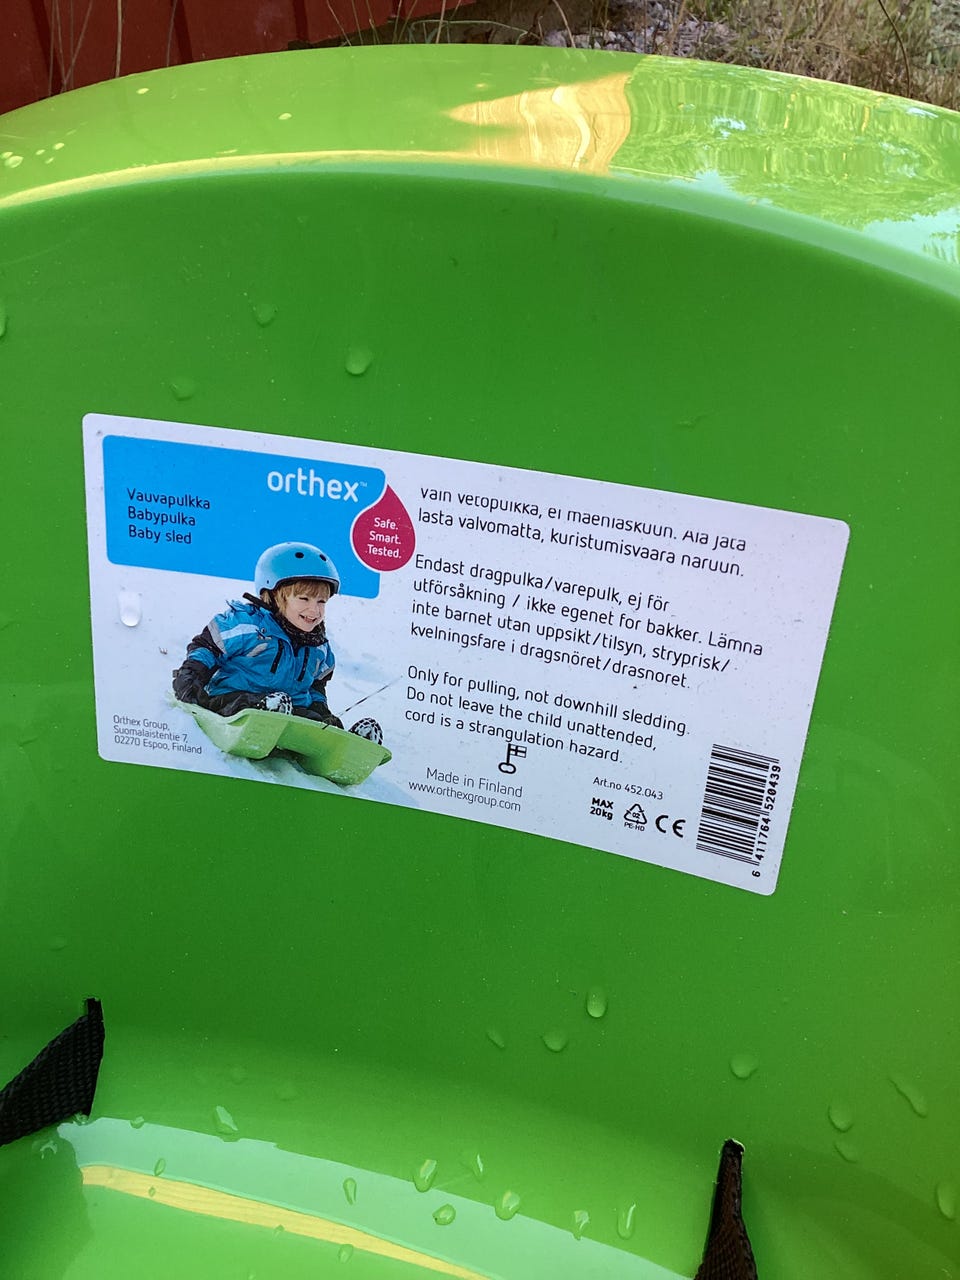 orthex™
Vauvapulkka
Babypulka
Baby sled
Safe.
Smart.
Tested.
Vain vetopulkka, ei mäenlaskuun. Älä jätä
lasta valvomatta, kuristumisvaara naruun.
Endast dragpulka/varepulk, ej för
utförsåkning / ikke egenet for bakker. Lämna
inte barnet utan uppsikt/tilsyn, stryprisk/
kvelningsfare i dragsnöret/drasnoret.
Only for pulling, not downhill sledding.
Do not leave the child unattended,
cord is a strangulation hazard.
Orthex Group,
Suomalaistentie 7,
02270 Espoo, Finland
Made in Finland
www.orthexgroup.com
Art.no 452.043
MAX
20kg
02
PE-HD
CE
6 411764 520439